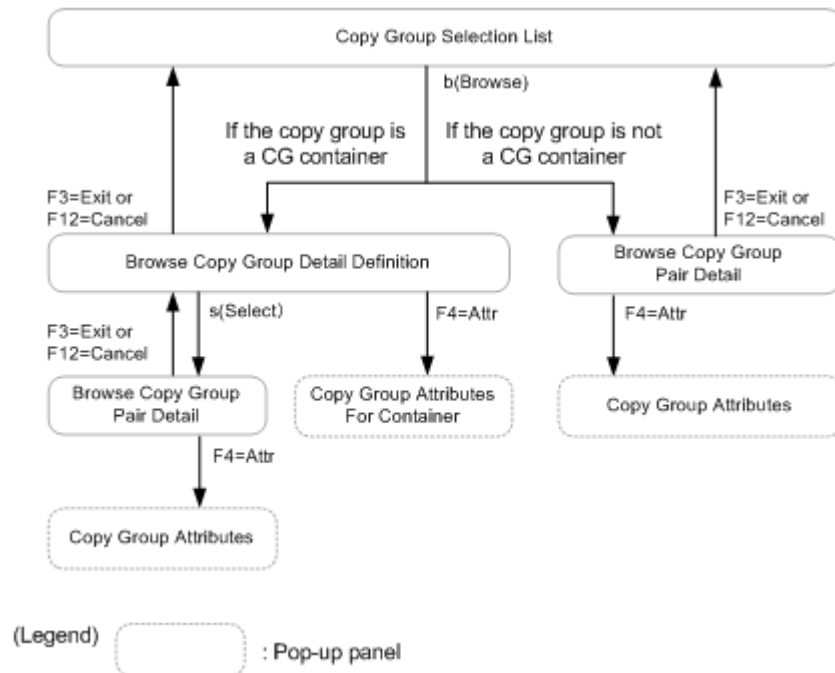 Copy Group Selection List
b(Browse)
If the copy group is
a CG container
If the copy group is not
a CG container
F3=Exit or
F12=Cancel
F3=Exit or
F12=Cancel
Browse Copy Group Detail Definition
Browse Copy Group
Pair Detail
s(Select)
F4=Attr
F4=Attr
F3=Exit or
F12=Cancel
Browse Copy Group
Pair Detail
Copy Group Attributes
For Container
Copy Group Attributes
F4=Attr
Copy Group Attributes
(Legend)
: Pop-up panel